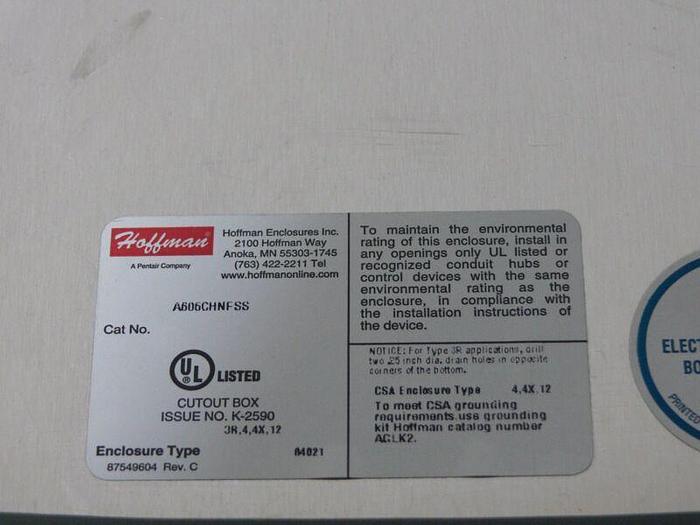 Hoffman
A Pentair Company
Hoffman Enclosures Inc.
2100 Hoffman Way
Anoka, MN 55303-1745
(763) 422-2211 Tel
www.hoffmanonline.com
A606CHNFSS
Cat No.
UL LISTED
CUTOUT BOX
ISSUE NO. K-2590
3R,4,4X,12
Enclosure Type
84021
87549604 Rev. C
To maintain the environmental
rating of this enclosure, install in
any openings only UL listed or
recognized conduit hubs or
control devices with the same
environmental rating as the
enclosure, in compliance with
the installation instructions of
the device.
NOTICE: For Type 3R applications, drill
two .25 inch dia. drain holes in opposite
corners of the bottom.
CSA Enclosure Type 4,4X,12
To meet CSA grounding
requirements,use grounding
kit Hoffman catalog number
AGLK2.
ELECT
BO
PRINTED